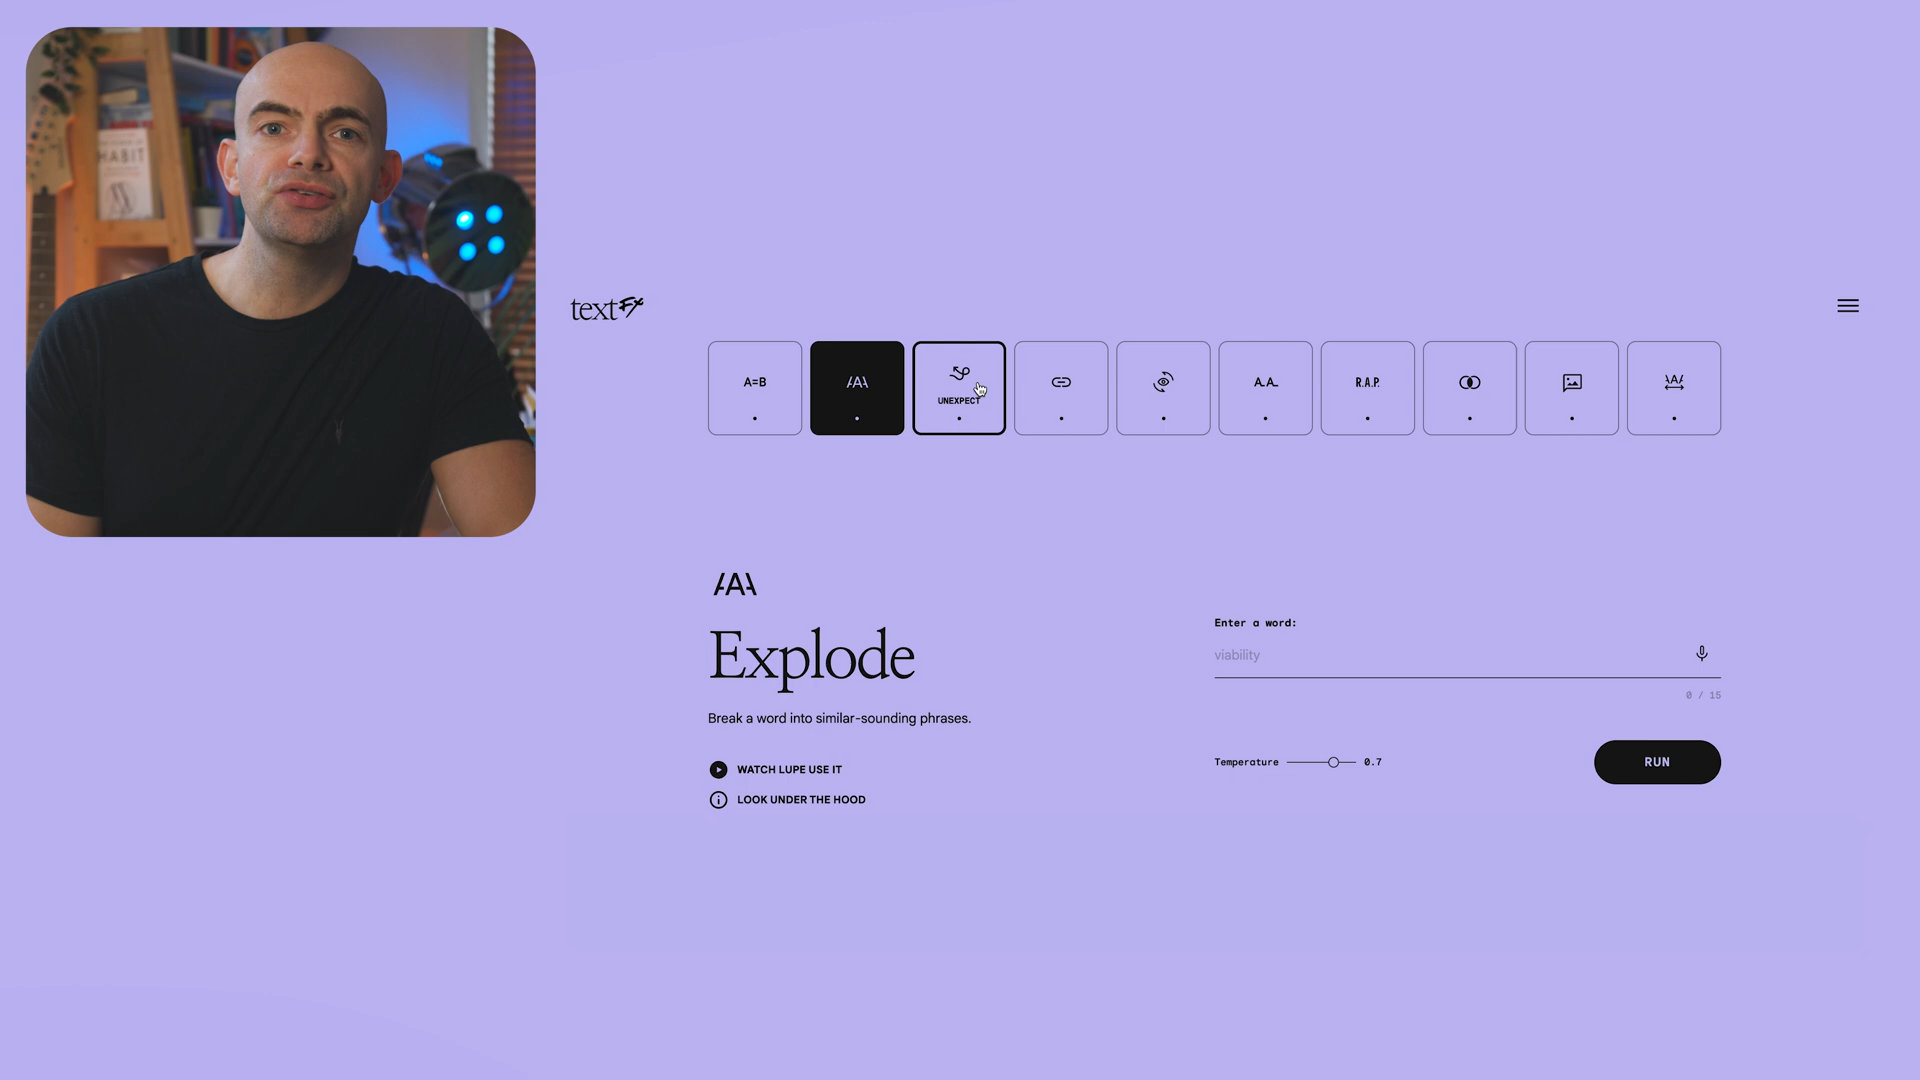 HABIT
textFX
A=B
UNEXPECT
A.A.
R.A.P.
Explode
Break a word into similar-sounding phrases.
WATCH LUPE USE IT
LOOK UNDER THE HOOD
Enter a word:
viability
0 / 15
Temperature 0.7
RUN